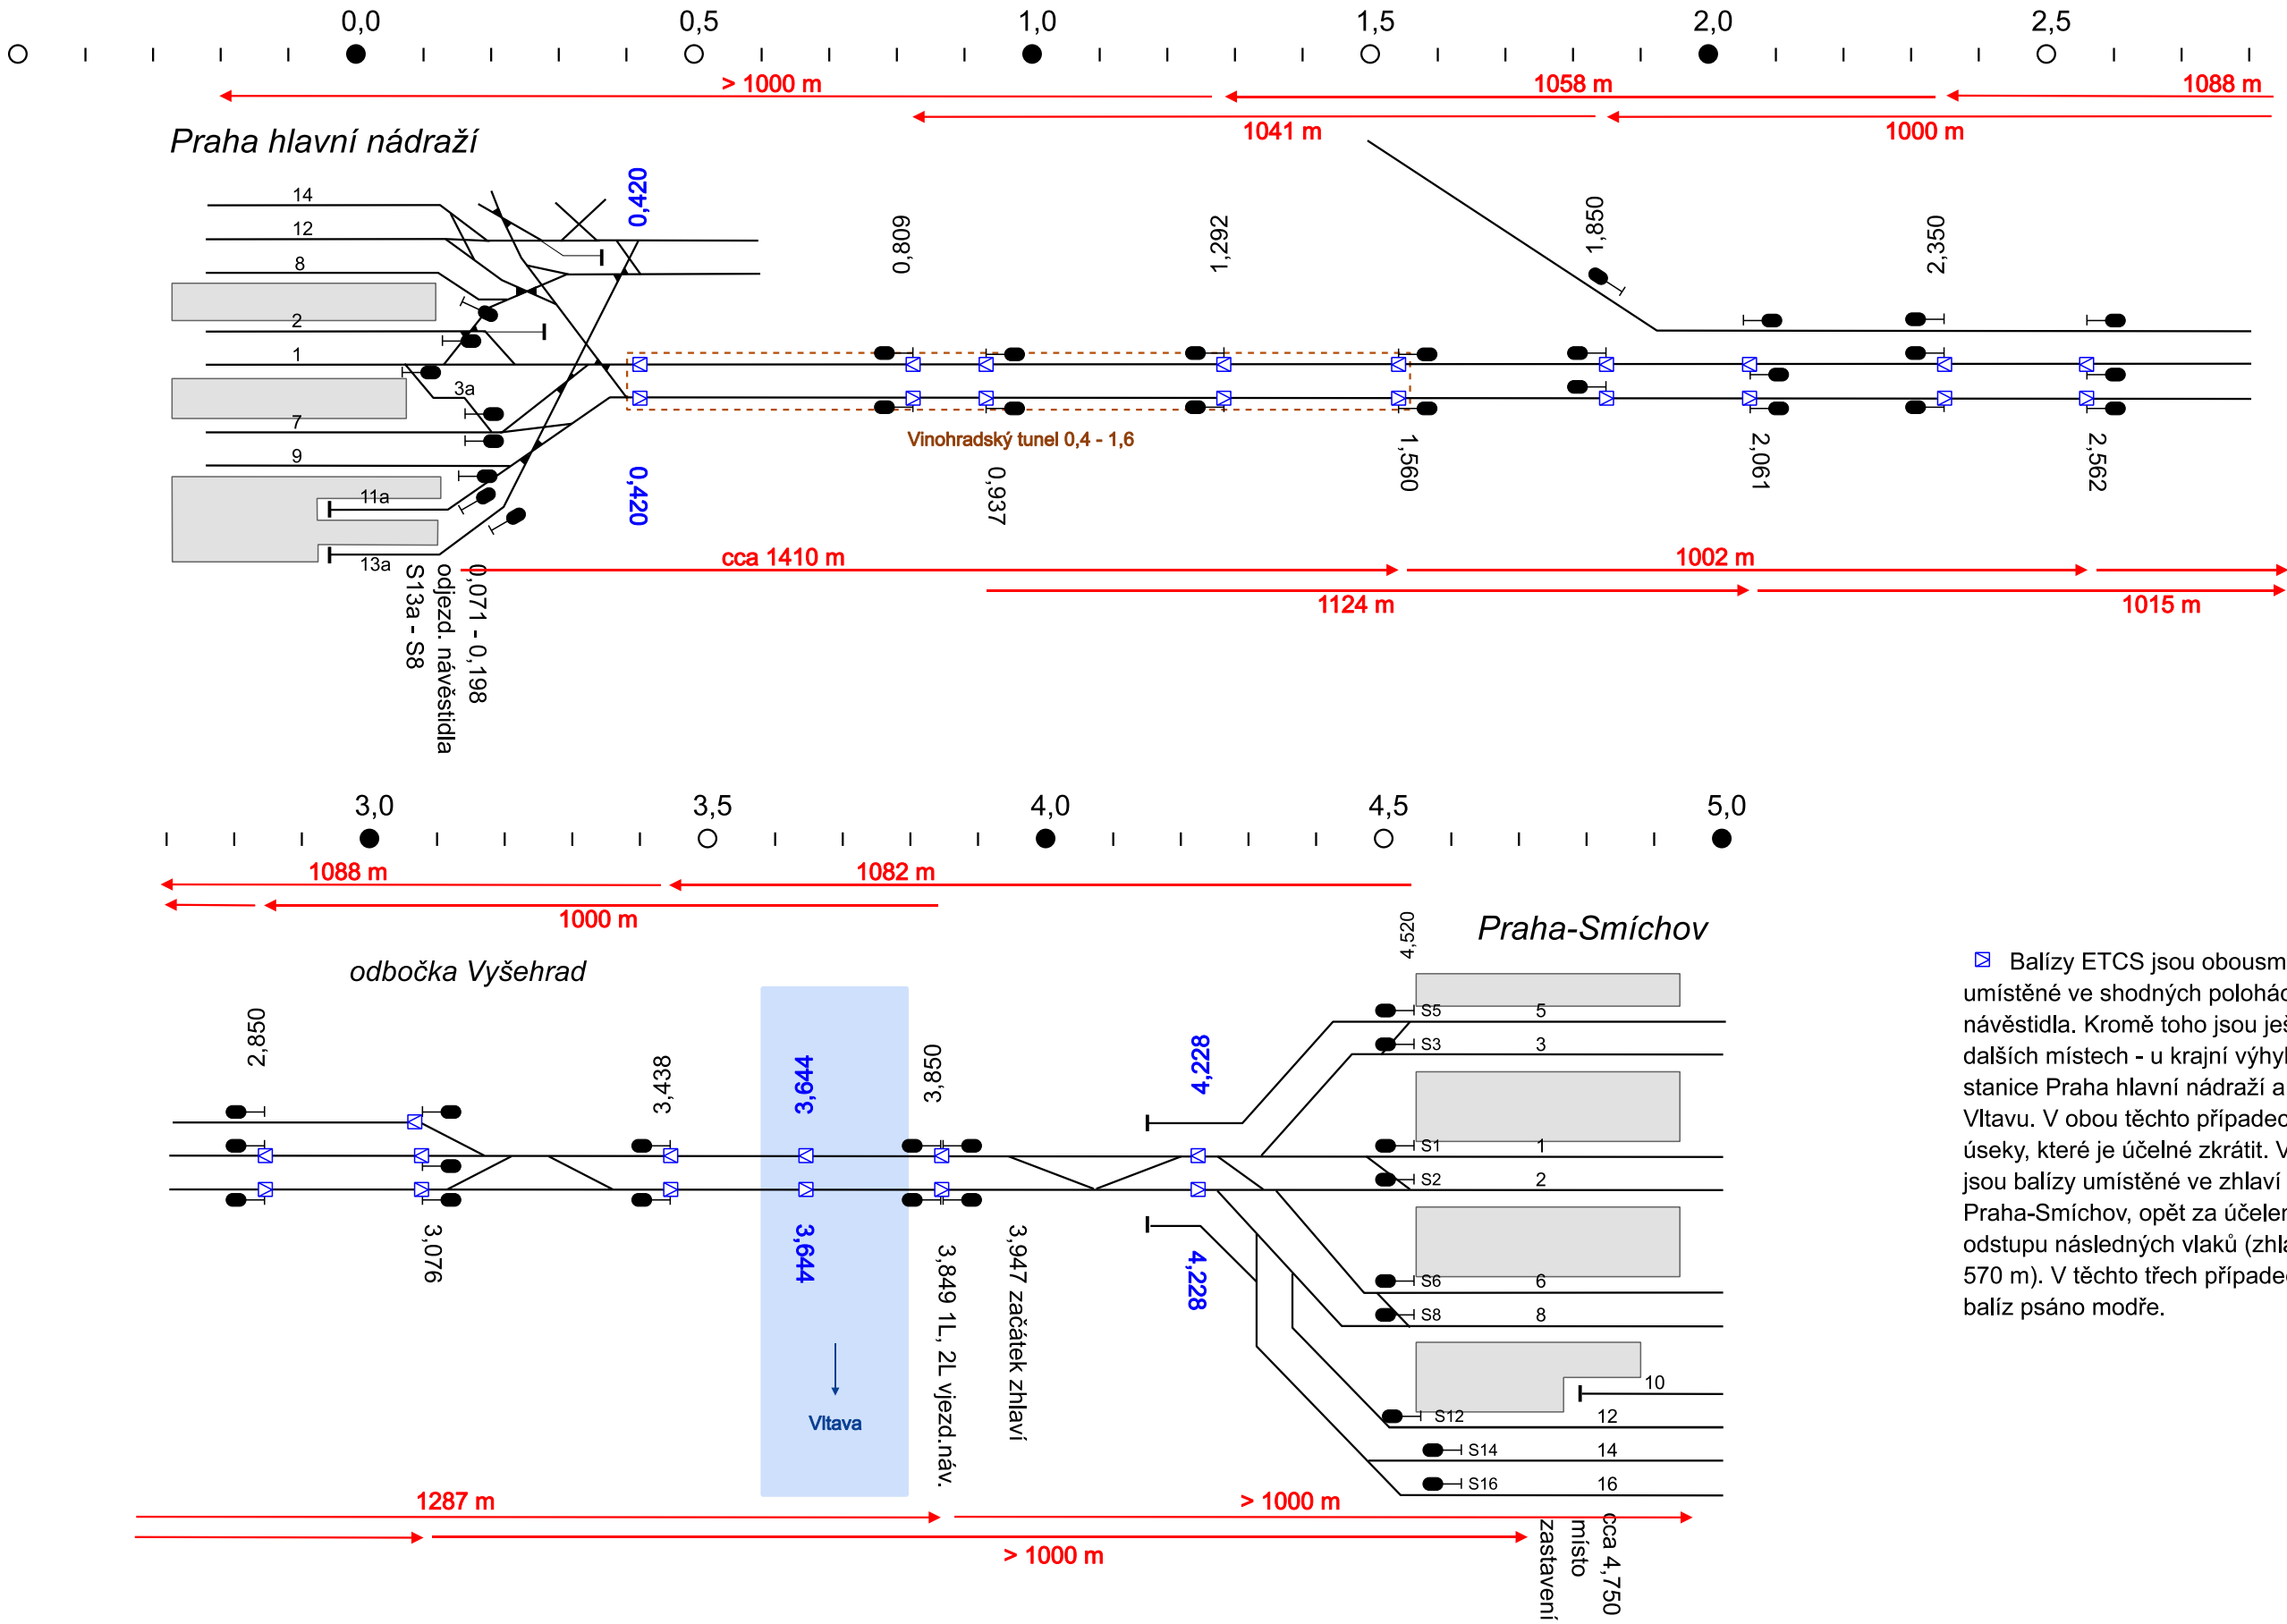 0,0 0,5 1,0 1,5 2,0 2,5
> 1000 m 1058 m 1088 m
1041 m 1000 m
Praha hlavní nádraží
0,420 0,809 1,292 1,850 2,350
14
12
8
2
1
3a
7
9
11a
13a
Vinohradský tunel 0,4 - 1,6
0,420 0,937 1,560 2,061 2,562
cca 1410 m 1002 m
1124 m 1015 m
0,071 - 0,198
odjezd. návěstidla
S13a - S8
3,0 3,5 4,0 4,5 5,0
1088 m 1082 m
1000 m
Praha-Smíchov
odbočka Vyšehrad
2,850 3,438 3,644 3,850 4,228 4,520
S5 5
S3 3
S1 1
S2 2
S6 6
S8 8
10
S12 12
S14 14
S16 16
3,076 3,644
3,849 1L, 2L vjezd.náv.
3,947 začátek zhlaví
4,228
Vltava
1287 m > 1000 m
> 1000 m
cca 4,750
místo
zastavení
Balízy ETCS jsou obousm
umístěné ve shodných polohác
návěstidla. Kromě toho jsou ješ
dalších místech - u krajní výhyl
stanice Praha hlavní nádraží a
Vltavu. V obou těchto případec
úseky, které je účelné zkrátit. V
jsou balízy umístěné ve zhlaví
Praha-Smíchov, opět za účeler
odstupu následných vlaků (zhla
570 m). V těchto třech případe
balíz psáno modře.